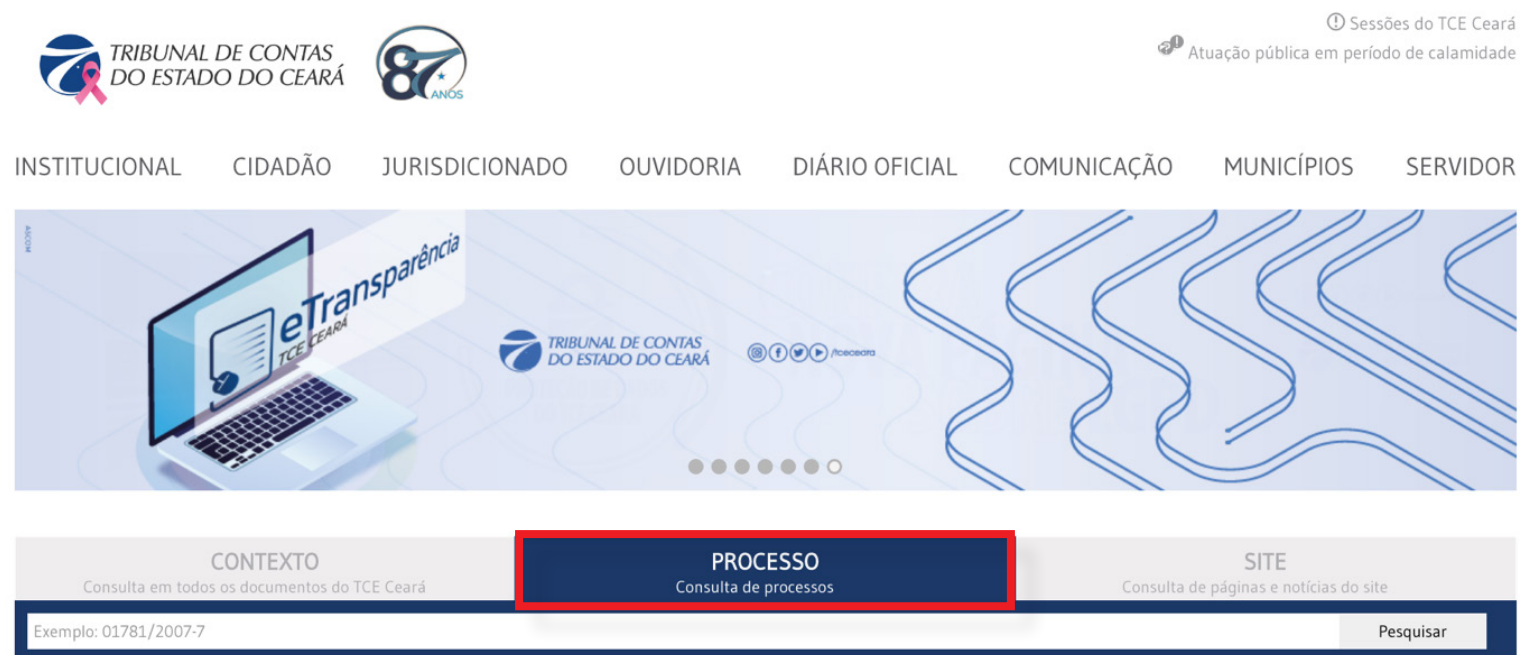 TRIBUNAL DE CONTAS
DO ESTADO DO CEARÁ
87
ANOS
Sessões do TCE Ceará
Atuação pública em período de calamidade
INSTITUCIONAL CIDADÃO JURISDICIONADO OUVIDORIA DIÁRIO OFICIAL COMUNICAÇÃO MUNICÍPIOS SERVIDOR
ASCOM
eTransparência
TCE CEARÁ
TRIBUNAL DE CONTAS
DO ESTADO DO CEARÁ
/tceceara
CONTEXTO
Consulta em todos os documentos do TCE Ceará
PROCESSO
Consulta de processos
SITE
Consulta de páginas e notícias do site
Exemplo: 01781/2007-7
Pesquisar